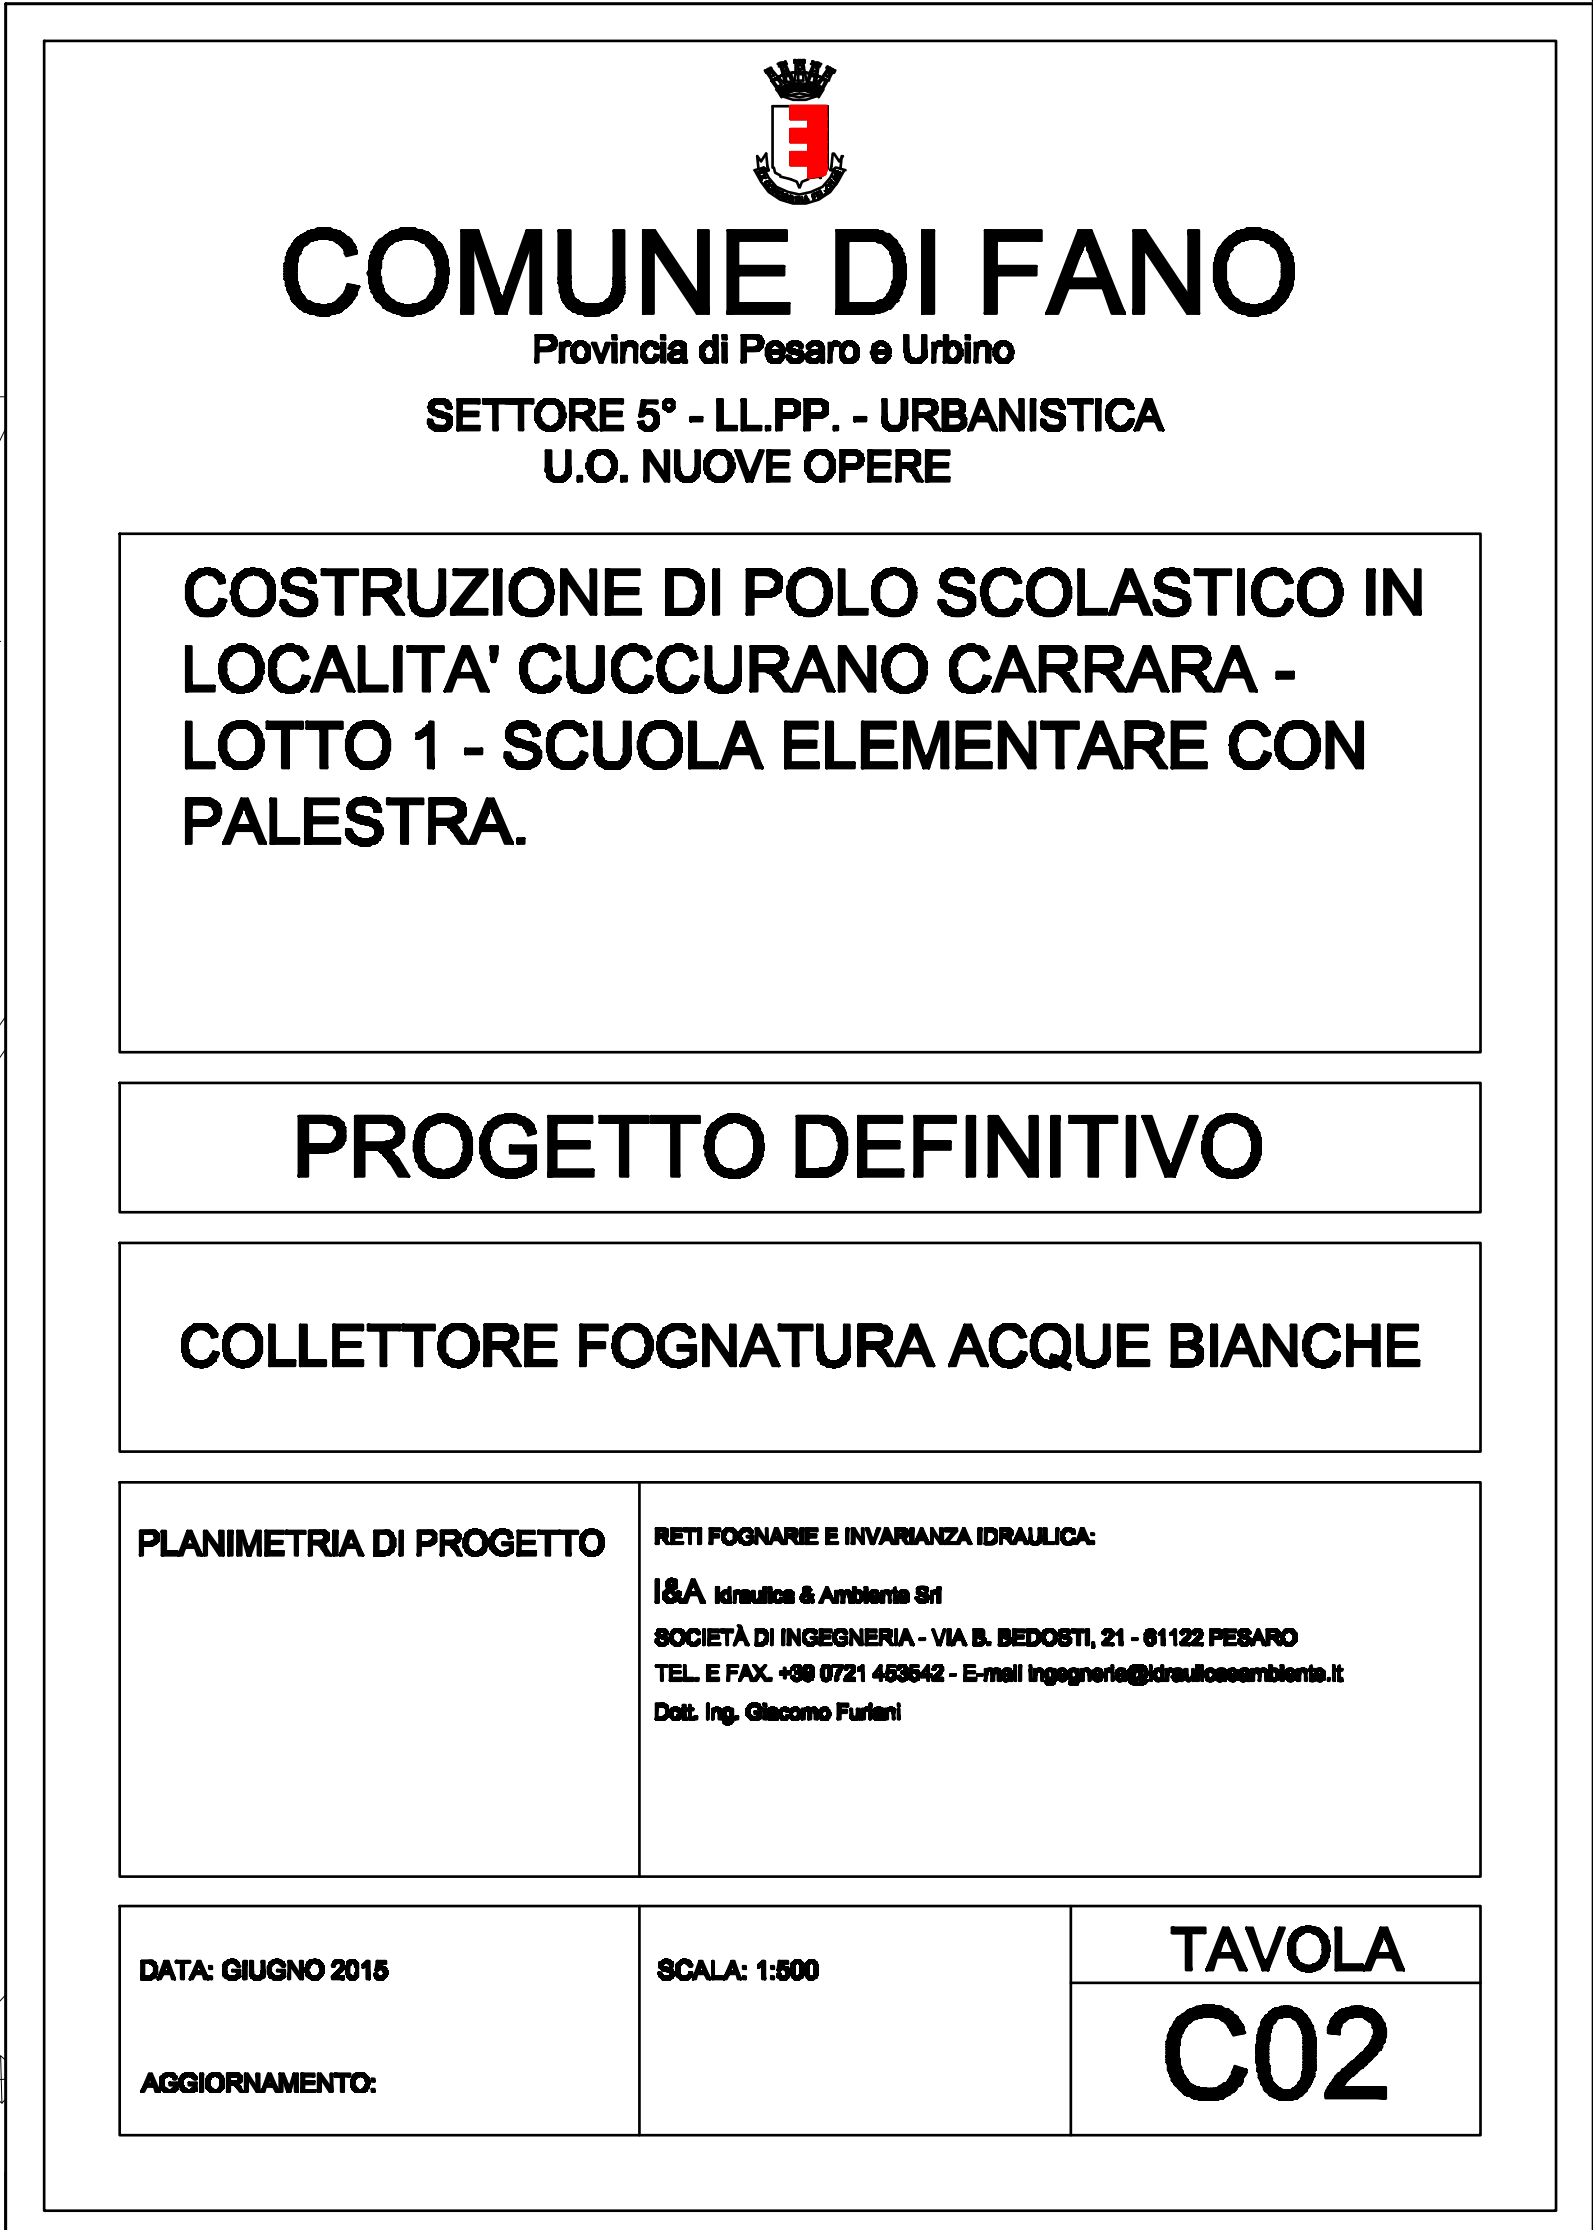 COMUNE DI FANO
Provincia di Pesaro e Urbino
SETTORE 5° - LL.PP. - URBANISTICA
U.O. NUOVE OPERE
COSTRUZIONE DI POLO SCOLASTICO IN
LOCALITA' CUCCURANO CARRARA -
LOTTO 1 - SCUOLA ELEMENTARE CON
PALESTRA.
PROGETTO DEFINITIVO
COLLETTORE FOGNATURA ACQUE BIANCHE
PLANIMETRIA DI PROGETTO
RETI FOGNARIE E INVARIANZA IDRAULICA:
I&A Idraulica & Ambiente Srl
SOCIETÀ DI INGEGNERIA - VIA B. BEDOSTI, 21 - 61122 PESARO
TEL. E FAX. +39 0721 453542 - E-mail ingegneria@idraulicaeambiente.it
Dott. Ing. Giacomo Furlani
DATA: GIUGNO 2015
SCALA: 1:500
TAVOLA
C02
AGGIORNAMENTO: